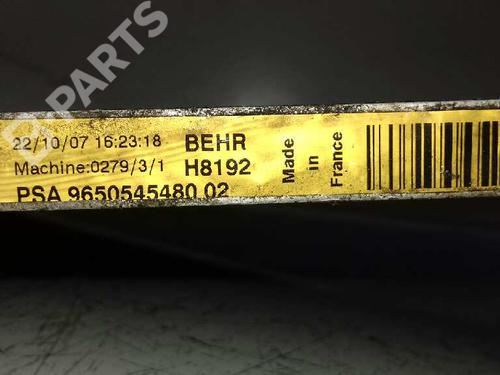 B-PARTS
22/10/07 16:23:18 BEHR
Machine:0279/3/1 H8192
PSA 9650545480 02
Made
in
France